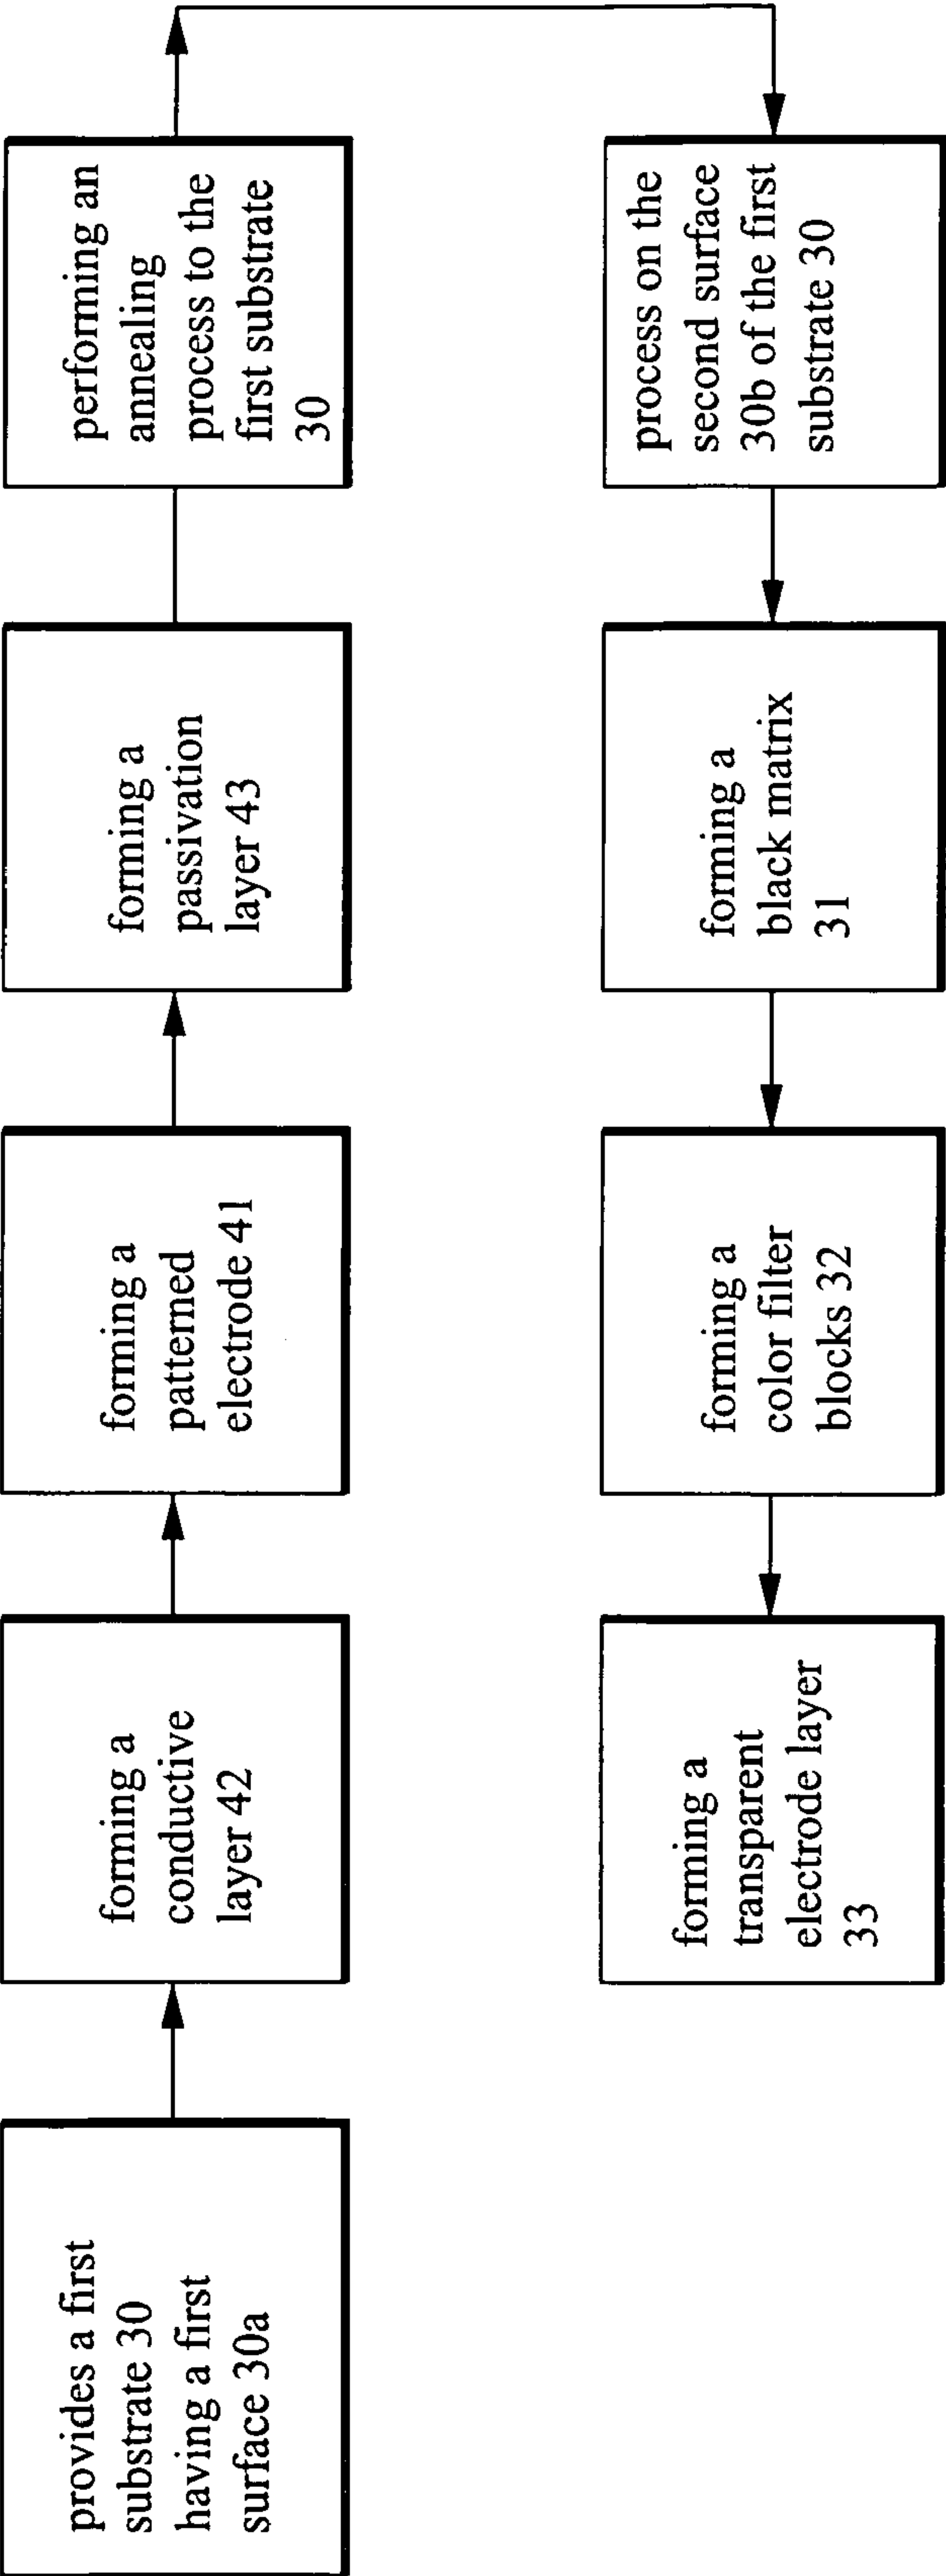 provides a first
substrate 30
having a first
surface 30a
forming a
conductive
layer 42
forming a
patterned
electrode 41
forming a
passivation
layer 43
performing an
annealing
process to the
first substrate
30
process on the
second surface
30b of the first
substrate 30
forming a
black matrix
31
forming a
color filter
blocks 32
forming a
transparent
electrode layer
33